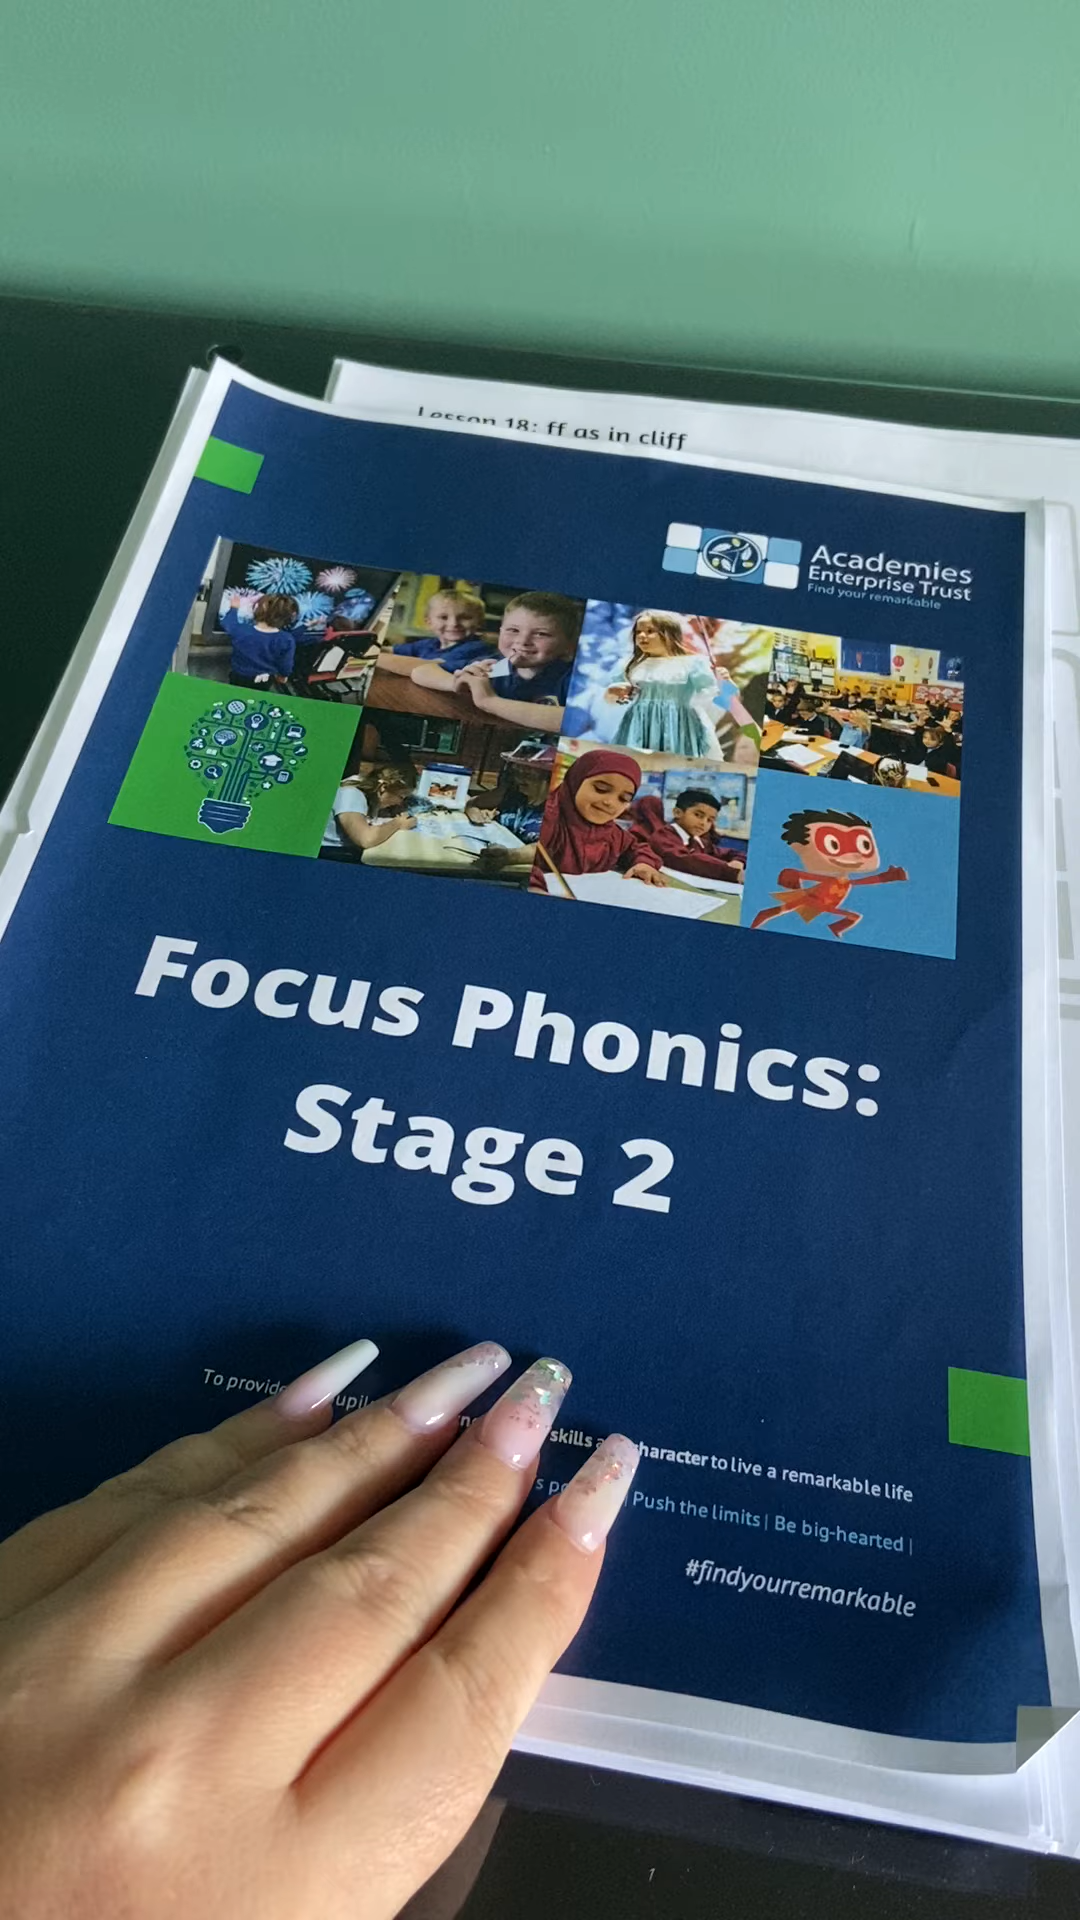 Lesson 18: ff as in cliff
Academies
Enterprise Trust
Find your remarkable
Focus Phonics:
Stage 2
To skills character to live a remarkable life
| Push the limits | Be big-hearted |
#findyourremarkable